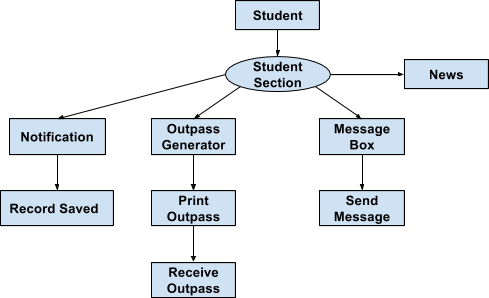 Student
Student
Section
News
Notification
Outpass
Generator
Message
Box
Record Saved
Print
Outpass
Send
Message
Receive
Outpass